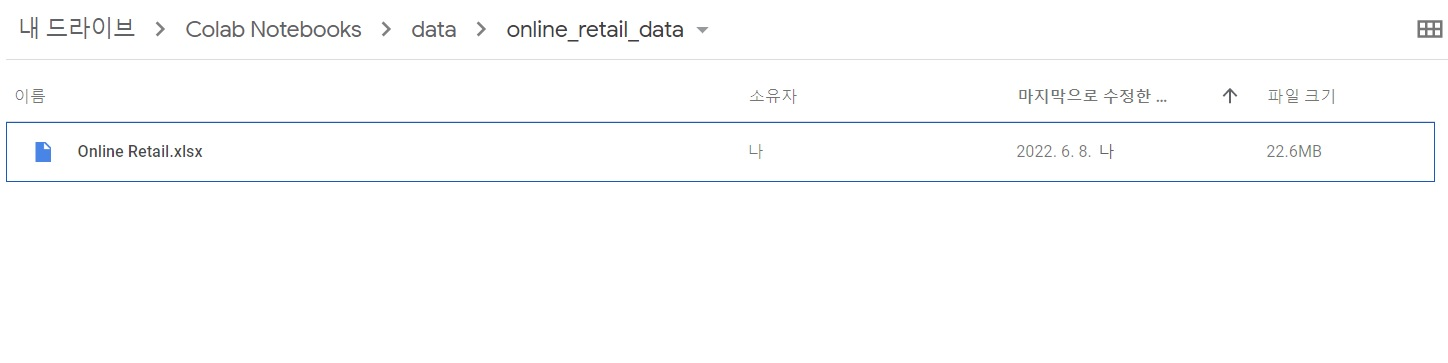 내 드라이브 > Colab Notebooks > data > online_retail_data
이름 소유자 마지막으로 수정한 ... 파일 크기
Online Retail.xlsx 나 2022. 6. 8. 나 22.6MB